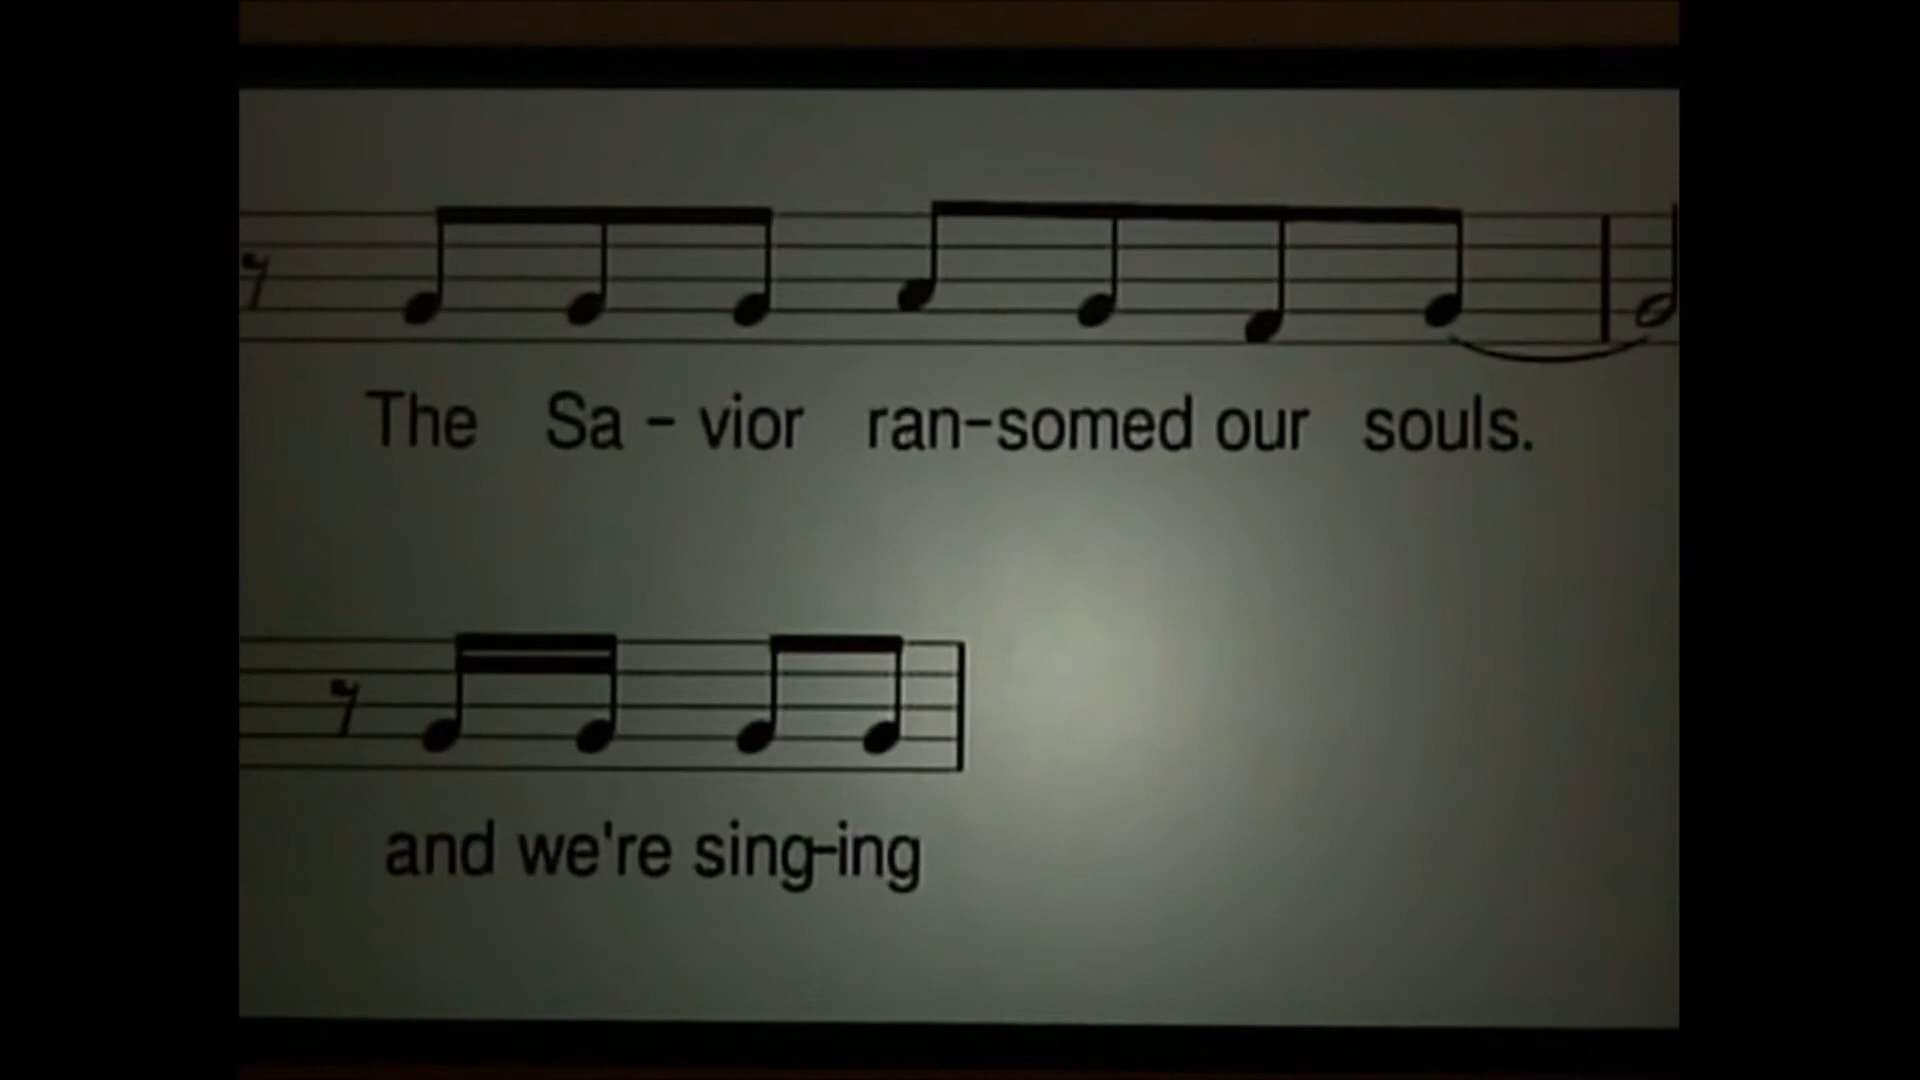 The Sa - vior ran-somed our souls.
and we're sing-ing